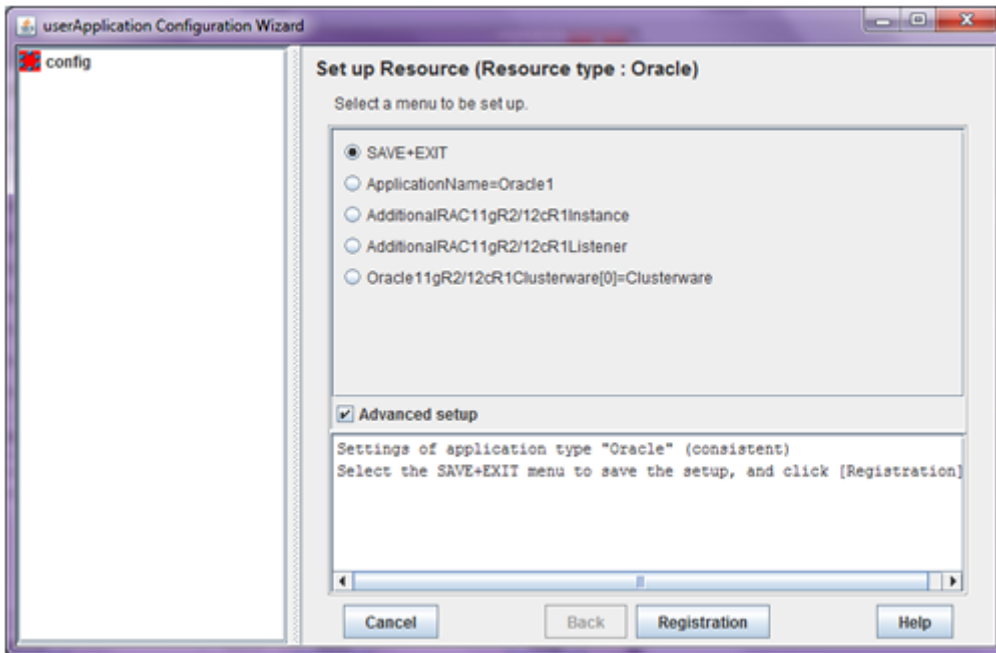 userApplication Configuration Wizard
config
Set up Resource (Resource type : Oracle)
Select a menu to be set up.
SAVE+EXIT
ApplicationName=Oracle1
AdditionalRAC11gR2/12cR1Instance
AdditionalRAC11gR2/12cR1Listener
Oracle11gR2/12cR1Clusterware[0]=Clusterware
Advanced setup
Settings of application type "Oracle" (consistent)
Select the SAVE+EXIT menu to save the setup, and click [Registration]
Cancel
Back
Registration
Help